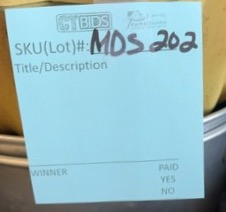 BIDS
SKU(Lot)#: MDS 202
Title/Description
WINNER PAID
YES
NO